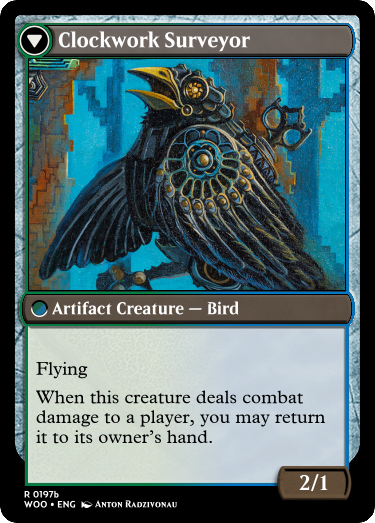 Clockwork Surveyor
Artifact Creature — Bird
Flying
When this creature deals combat
damage to a player, you may return
it to its owner's hand.
2/1
R 0197b
WOO • ENG Anton Radzivonau